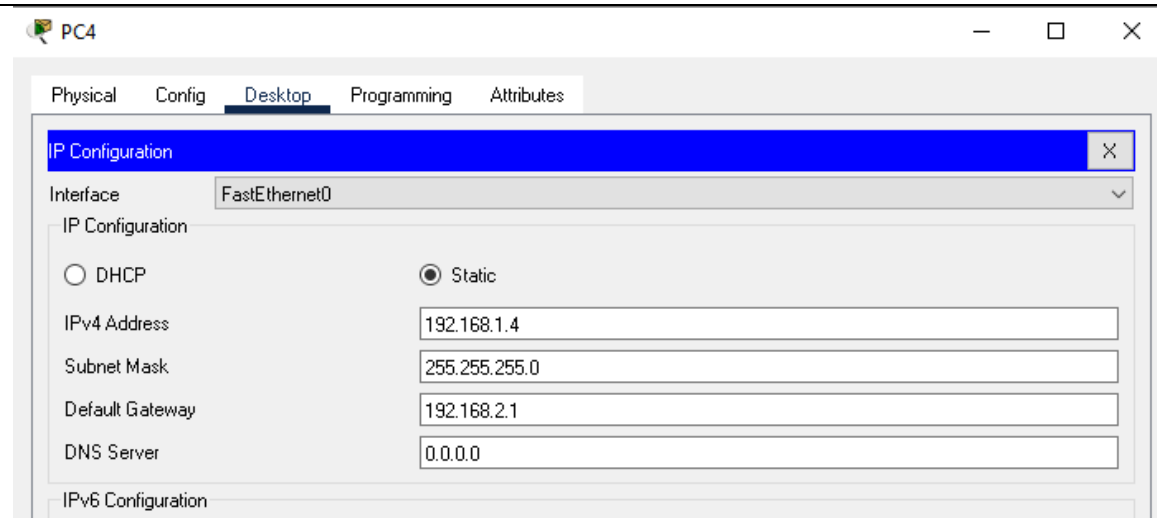 PC4
Physical Config Desktop Programming Attributes
IP Configuration X
Interface FastEthernet0
IP Configuration
DHCP Static
IPv4 Address 192.168.1.4
Subnet Mask 255.255.255.0
Default Gateway 192.168.2.1
DNS Server 0.0.0.0
IPv6 Configuration